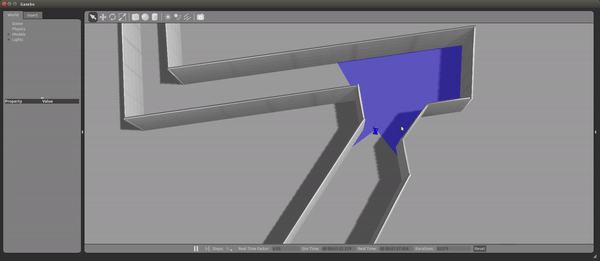 Gazebo
World Insert
Scene
Physics
Models
Lights
Property Value
Steps: Real Time Factor: Sim Time: Real Time: Iterations: Reset